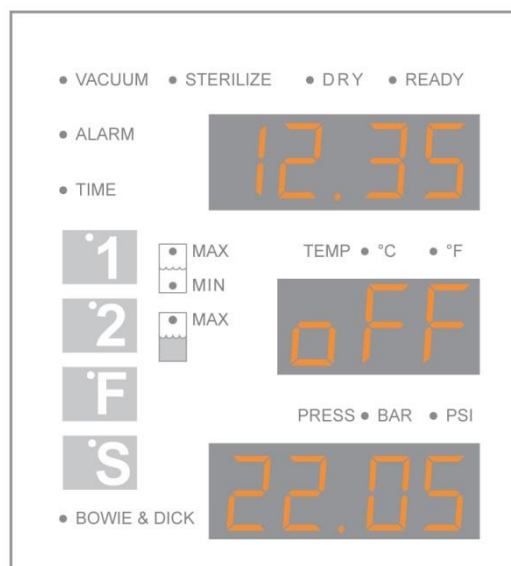 VACUUM STERILIZE DRY READY
ALARM
12.35
TIME
1
MAX
TEMP °C °F
MIN
2
MAX
oFF
F
PRESS BAR PSI
S
22.05
BOWIE & DICK